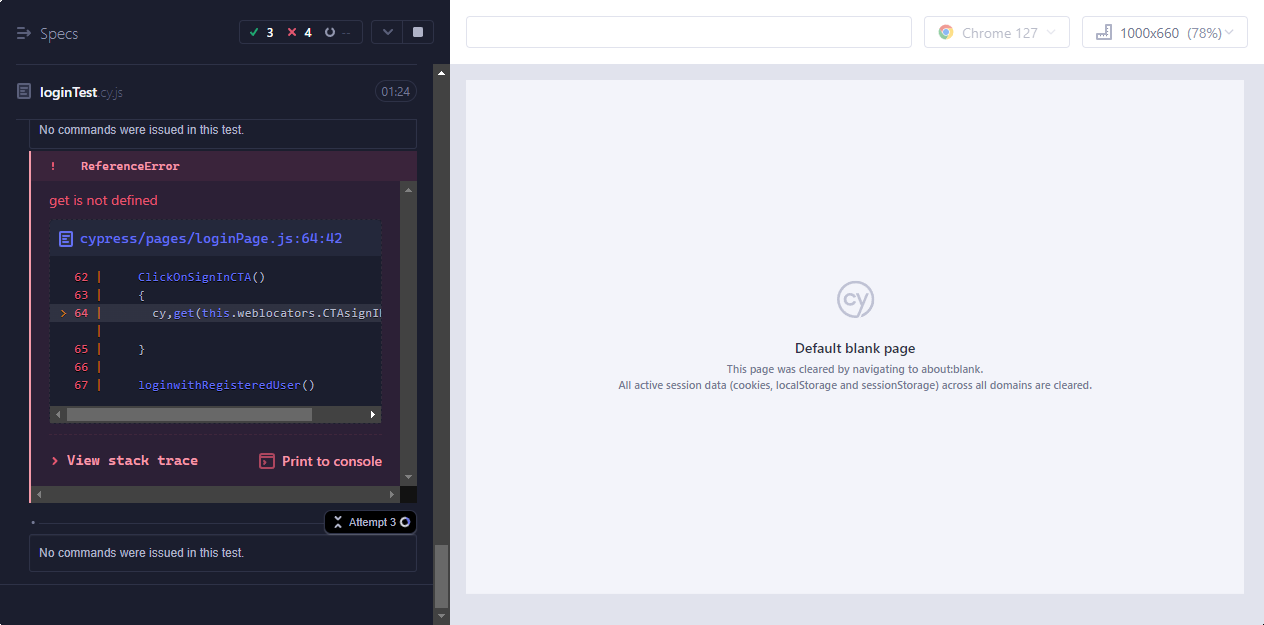 Specs
3 4 --
Chrome 127
1000x660 (78%)
loginTest.cy.js
01:24
No commands were issued in this test.
! ReferenceError
get is not defined
cypress/pages/loginPage.js:64:42
62 | ClickOnSignInCTA()
63 | {
> 64 | cy,get(this.weblocators.CTAsignI
|
65 | }
66 |
67 | loginwithRegisteredUser()
View stack trace
Print to console
Attempt 3
No commands were issued in this test.
cy
Default blank page
This page was cleared by navigating to about:blank.
All active session data (cookies, localStorage and sessionStorage) across all domains are cleared.